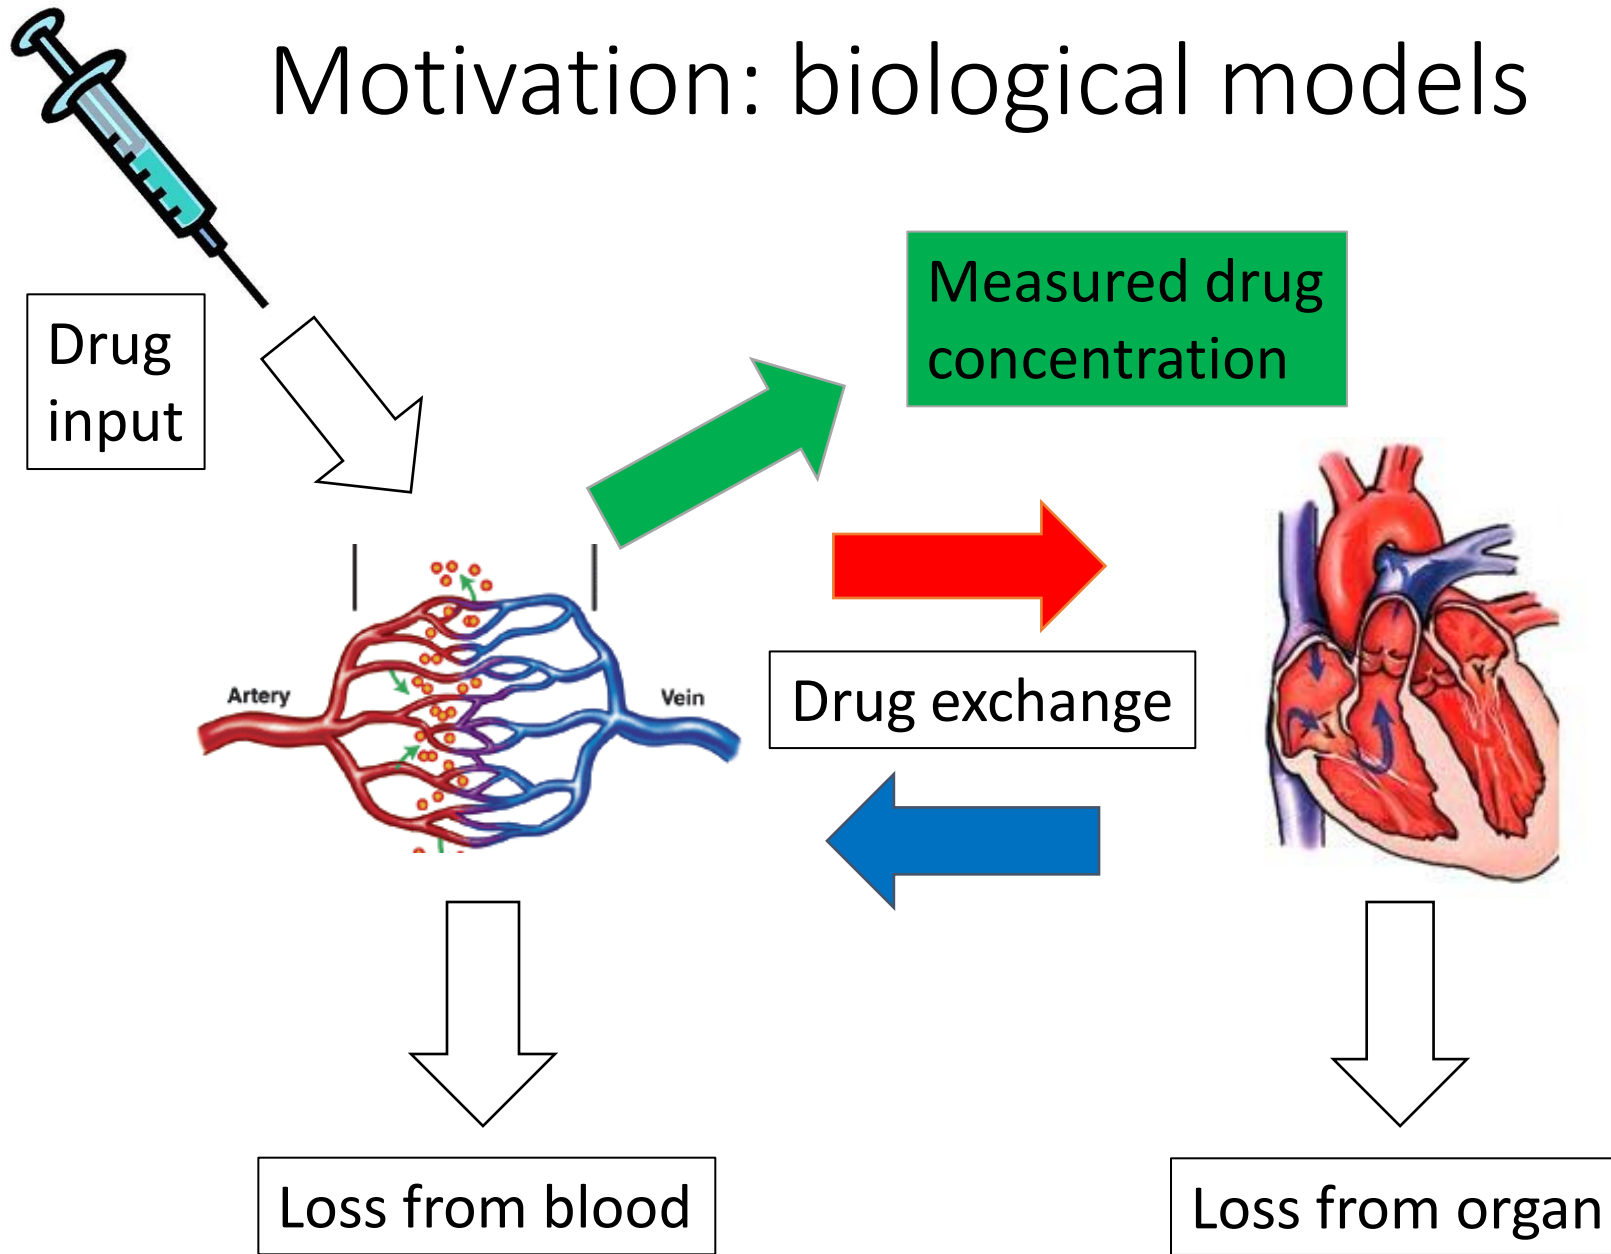 Motivation: biological models
Drug
input
Measured drug
concentration
Artery
Vein
Drug exchange
Loss from blood
Loss from organ